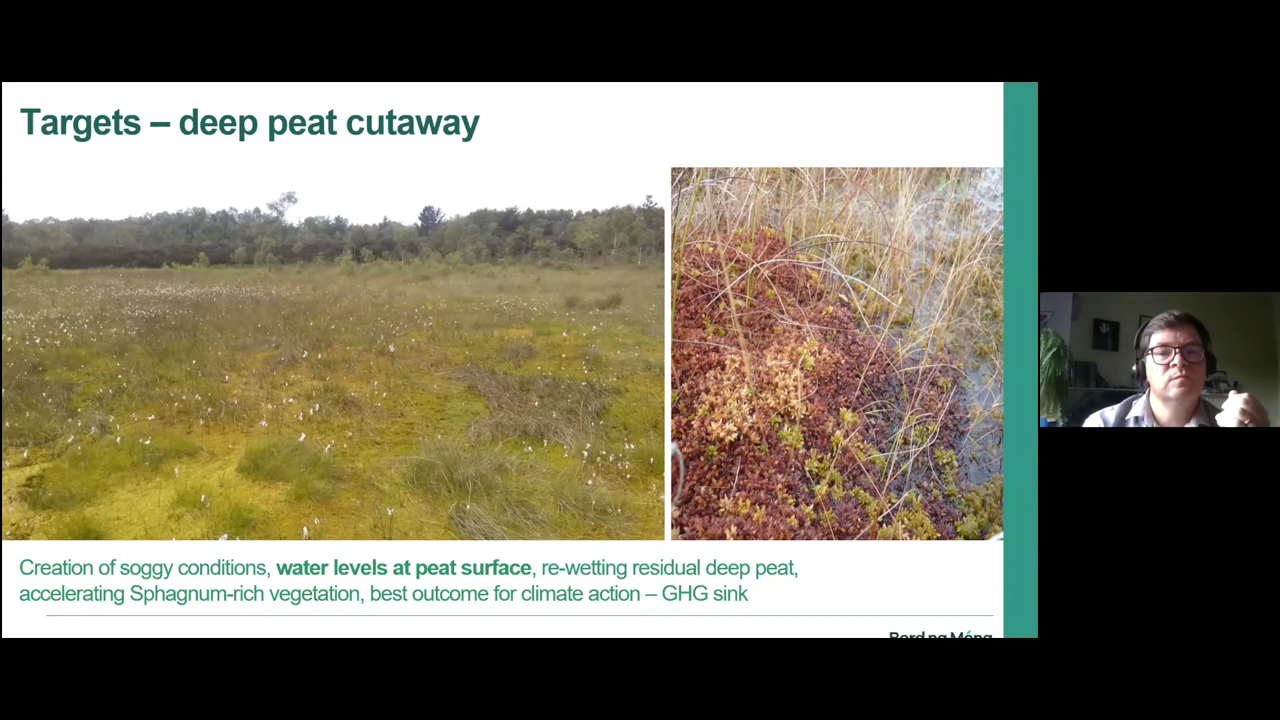 Targets – deep peat cutaway
Creation of soggy conditions, water levels at peat surface, re-wetting residual deep peat,
accelerating Sphagnum-rich vegetation, best outcome for climate action – GHG sink
Bord na Móna